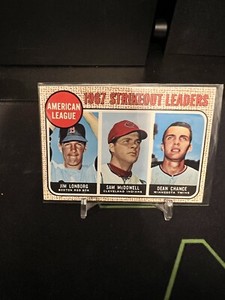 1967 STRIKEOUT LEADERS
AMERICAN LEAGUE
JIM LONBORG
BOSTON RED SOX
SAM McDOWELL
CLEVELAND INDIANS
DEAN CHANCE
MINNESOTA TWINS